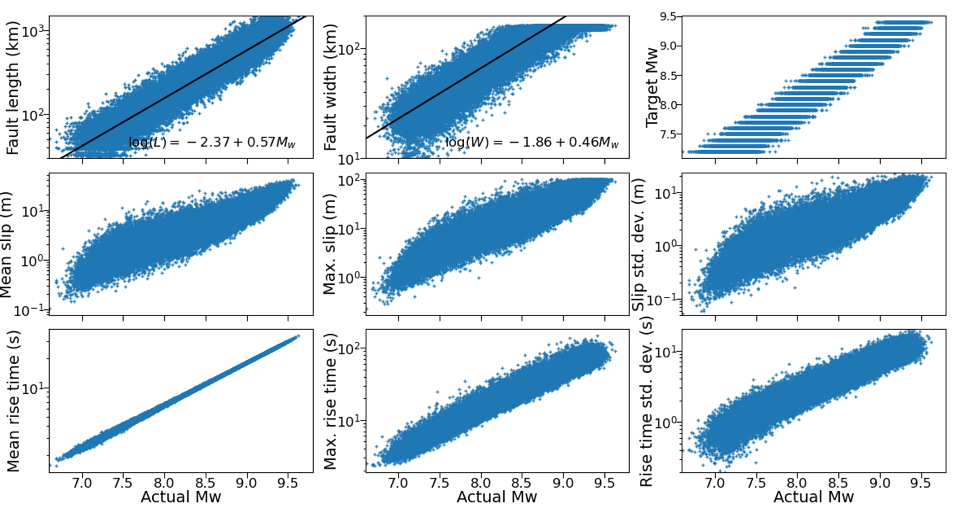 Fault length (km)
10³
10²
log(L) = −2.37 + 0.57M_w
Fault width (km)
10²
10¹
log(W) = −1.86 + 0.46M_w
Target Mw
9.5
9.0
8.5
8.0
7.5
Mean slip (m)
10¹
10⁰
10⁻¹
Max. slip (m)
10²
10¹
10⁰
Slip std. dev. (m)
10¹
10⁰
10⁻¹
Mean rise time (s)
10¹
7.0 7.5 8.0 8.5 9.0 9.5
Actual Mw
Max. rise time (s)
10²
10¹
7.0 7.5 8.0 8.5 9.0 9.5
Actual Mw
Rise time std. dev. (s)
10¹
10⁰
7.0 7.5 8.0 8.5 9.0 9.5
Actual Mw